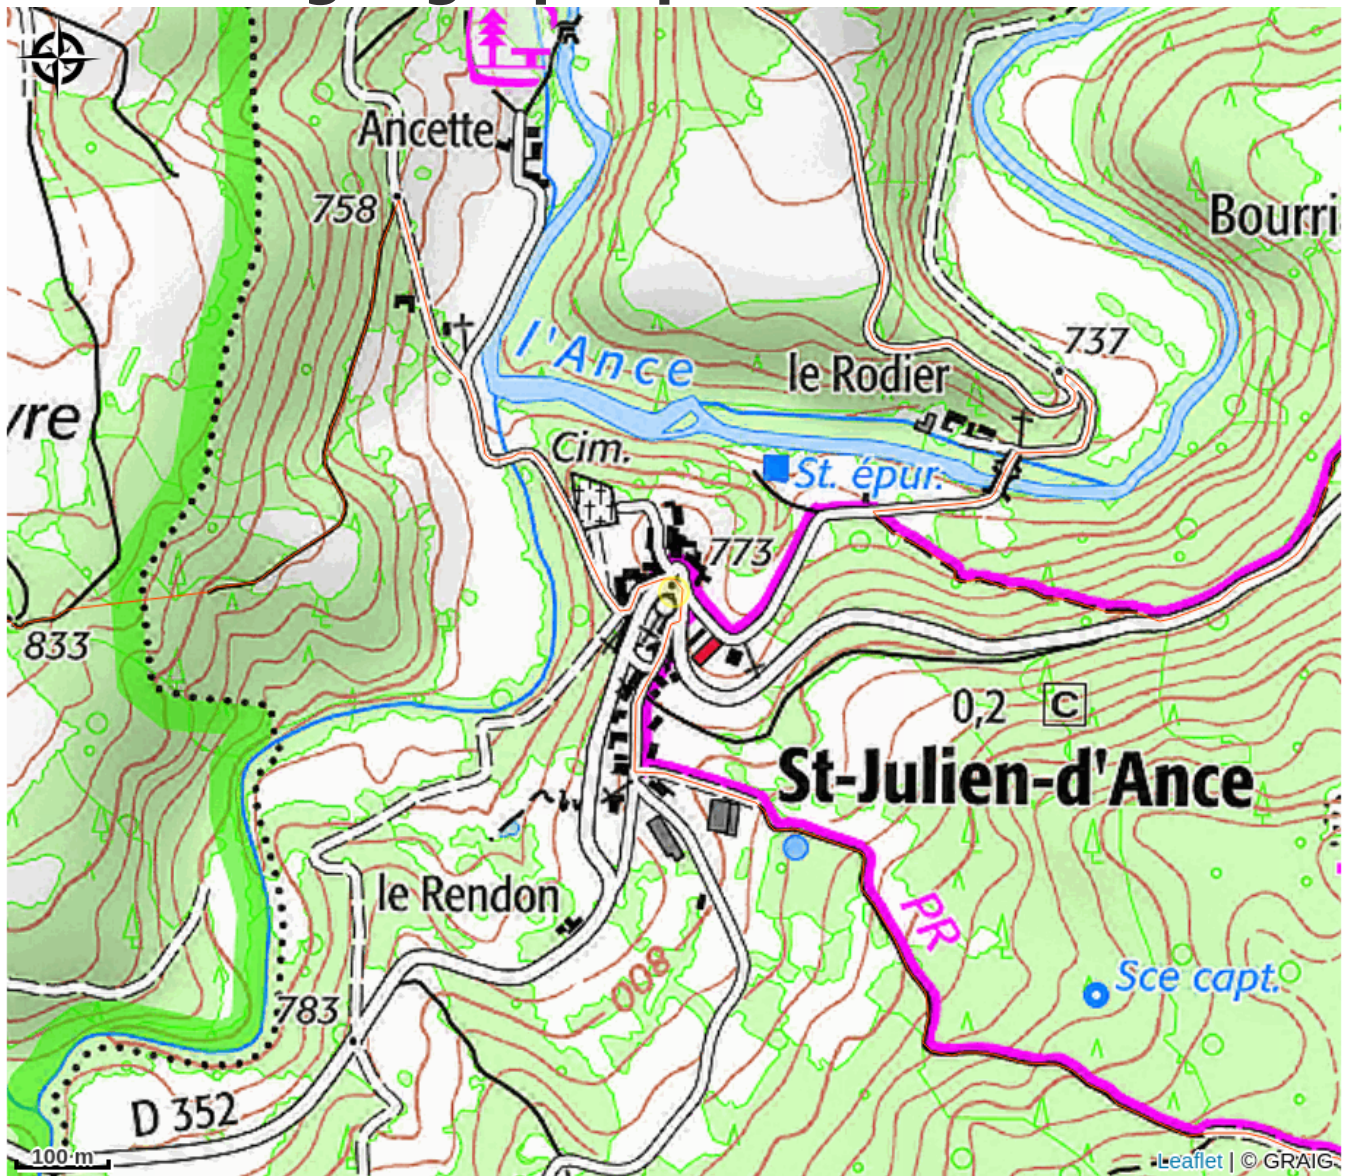 Ancette
758
Bourri
l'Ance
737
le Rodier
yre
Cim.
St. épur.
773
833
0,2 C
St-Julien-d'Ance
le Rendon
PR
800
Sce capt.
783
D 352
100 m
Leaflet | © GRAIG